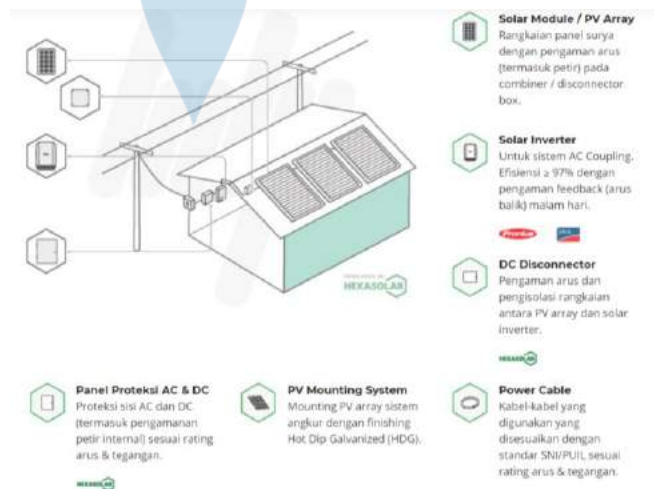 Solar Module / PV Array
Rangkaian panel surya
dengan pengaman arus
(termasuk petir) pada
combiner / disconnector
box.
Solar Inverter
Untuk sistem AC Coupling.
Efisiensi ≥ 97% dengan
pengaman feedback (arus
balik) malam hari.
Fronius
HEXASOLAR
DC Disconnector
Pengaman arus dan
pengisolasi rangkaian
antara PV array dan solar
inverter.
HEXASOLAR
Panel Proteksi AC & DC
Proteksi sisi AC dan DC
(termasuk pengamanan
petir internal) sesuai rating
arus & tegangan.
HEXASOLAR
PV Mounting System
Mounting PV array sistem
angkur dengan finishing
Hot Dip Galvanized (HDG).
Power Cable
Kabel-kabel yang
digunakan yang
disesuaikan dengan
standar SNI/PUIL sesuai
rating arus & tegangan.